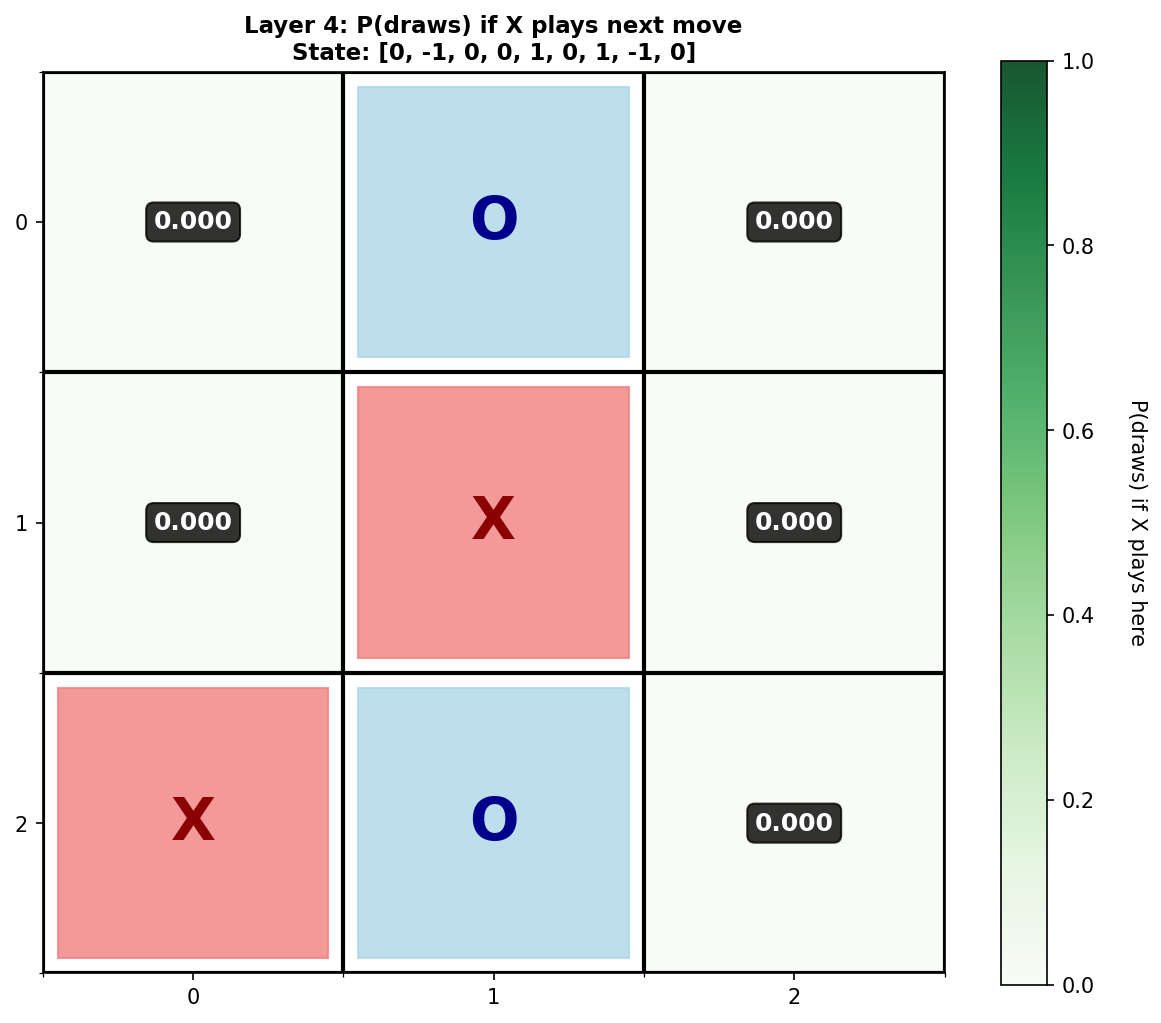 Layer 4: P(draws) if X plays next move
State: [0, -1, 0, 0, 1, 0, 1, -1, 0]
0
0.000
O
0.000
1
0.000
X
0.000
2
X
O
0.000
0
1
2
1.0
0.8
0.6
0.4
0.2
0.0
P(draws) if X plays here